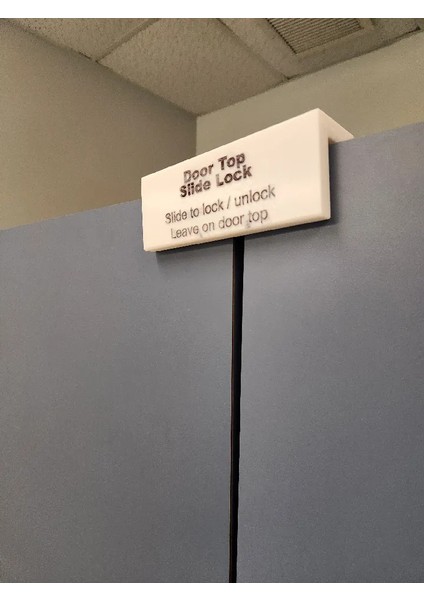 Door Top
Slide Lock
Slide to lock / unlock
Leave on door top